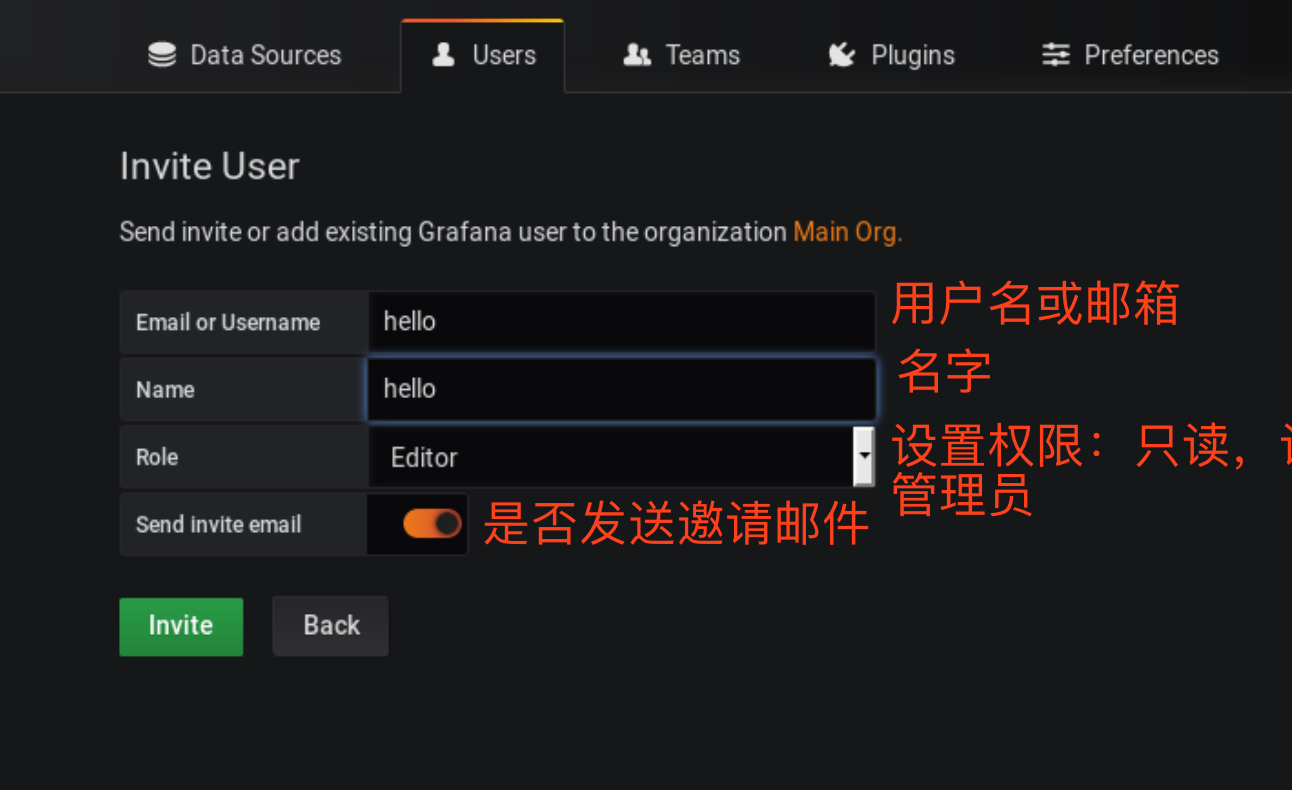 Data Sources
Users
Teams
Plugins
Preferences
Invite User
Send invite or add existing Grafana user to the organization Main Org.
Email or Username
hello
用户名或邮箱
Name
hello
名字
Role
Editor
设置权限：只读，
管理员
Send invite email
是否发送邀请邮件
Invite
Back